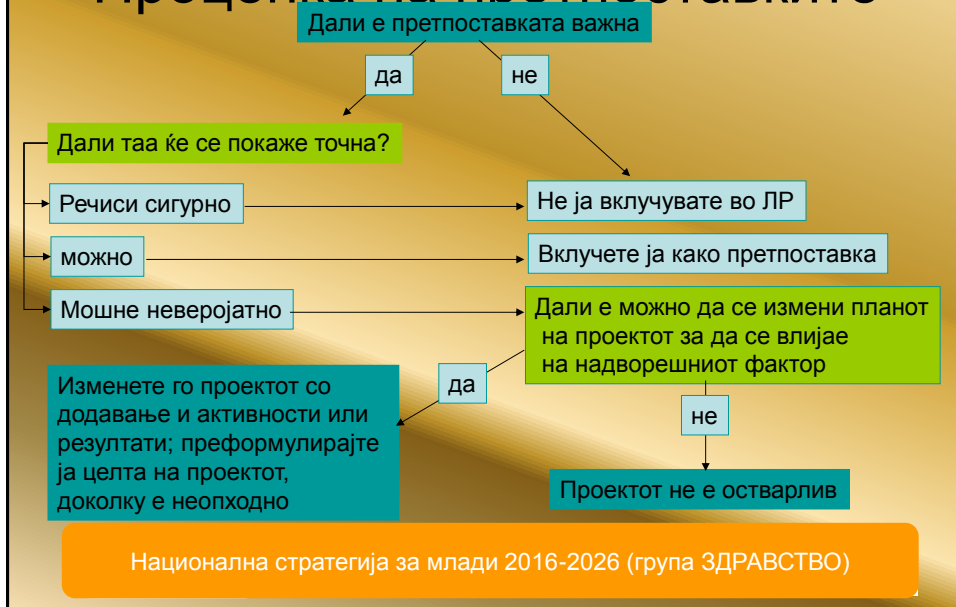 Проценка на претпоставките
Дали е претпоставката важна
да
не
Дали таа ќе се покаже точна?
Речиси сигурно
Не ја вклучувате во ЛР
можно
Вклучете ја како претпоставка
Мошне неверојатно
Дали е можно да се измени планот
на проектот за да се влијае
на надворешниот фактор
да
не
Изменете го проектот со
додавање и активности или
резултати; преформулирајте
ја целта на проектот,
доколку е неопходно
Проектот не е остварлив
Национална стратегија за млади 2016-2026 (група ЗДРАВСТВО)